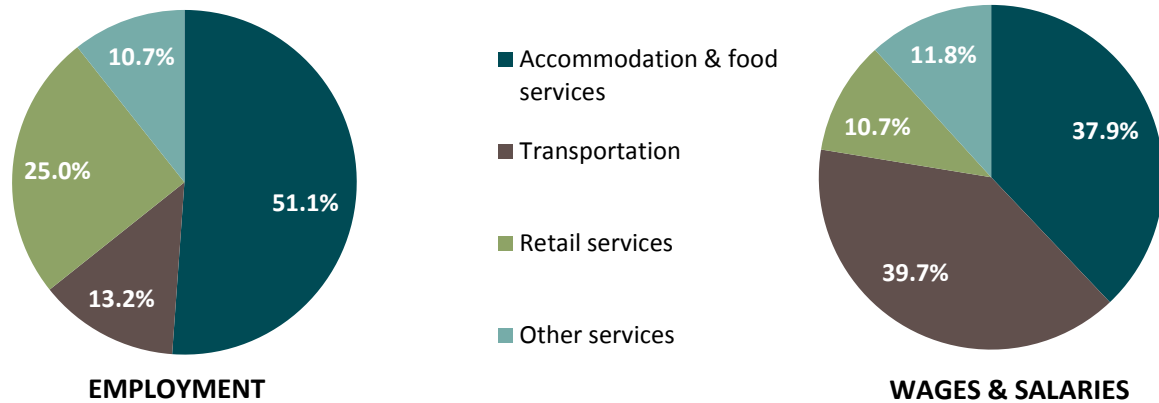 10.7%
25.0%
51.1%
13.2%
EMPLOYMENT
Accommodation & food
services
Transportation
Retail services
Other services
11.8%
10.7%
37.9%
39.7%
WAGES & SALARIES